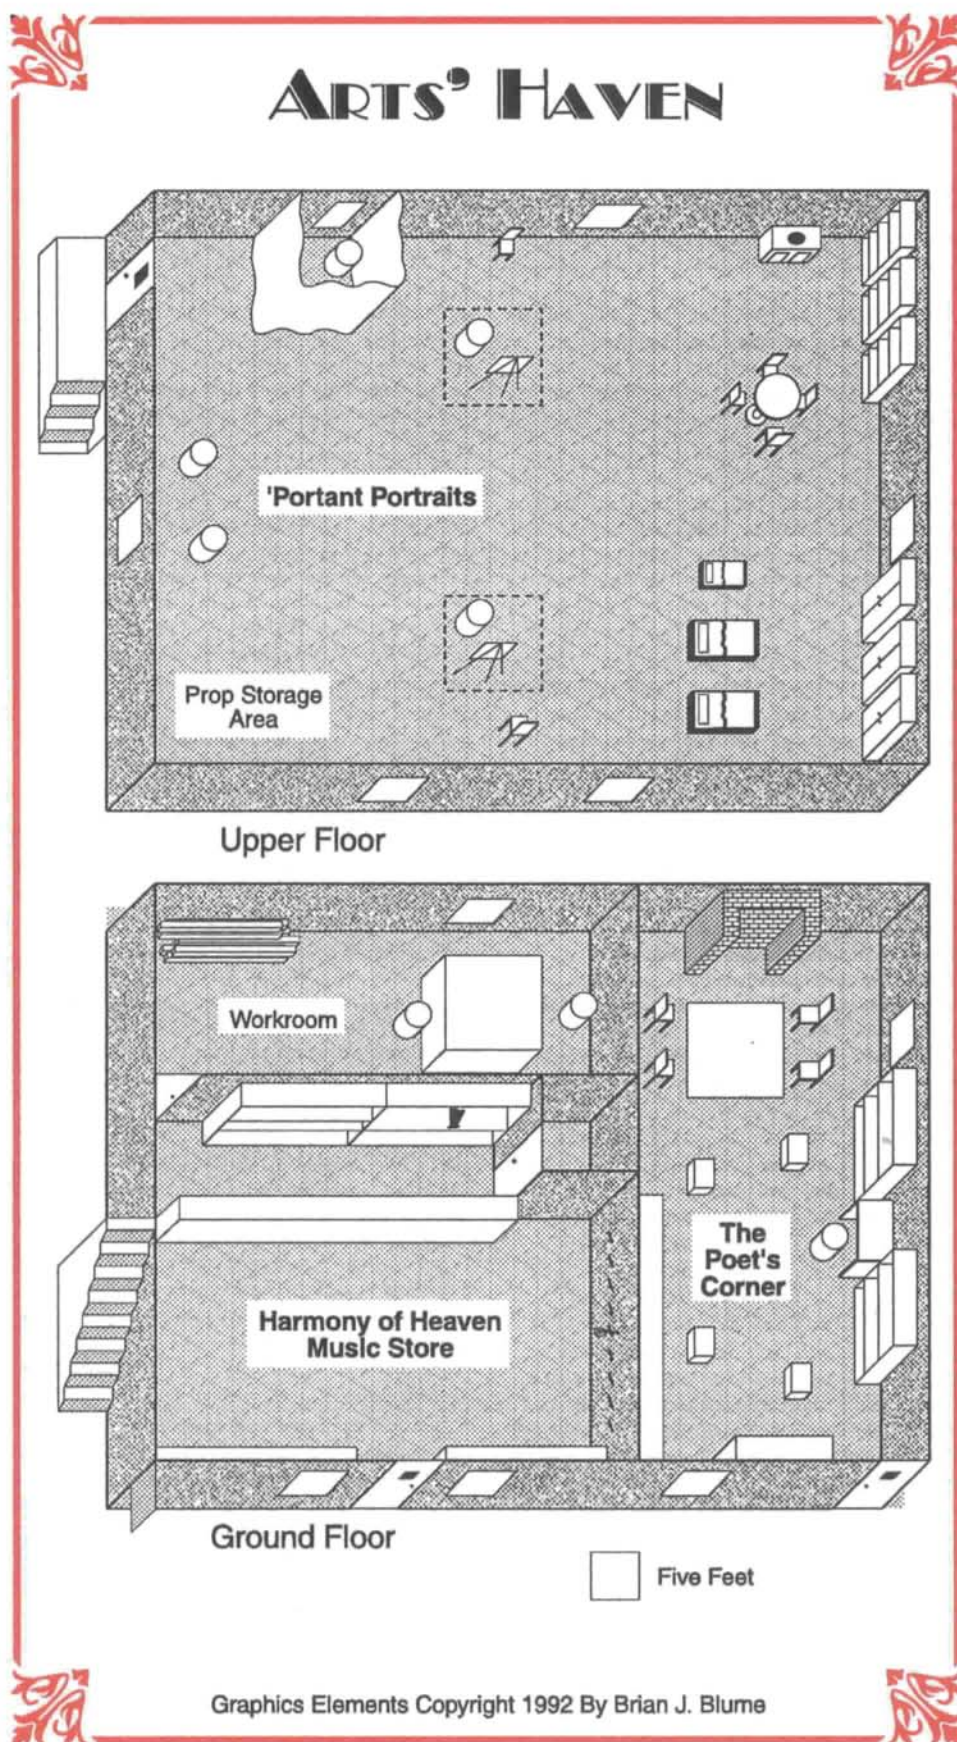 ARTS' HAVEN
'Portant Portraits
Prop Storage
Area
Upper Floor
Workroom
The
Poet's
Corner
Harmony of Heaven
Music Store
Ground Floor
Five Feet
Graphics Elements Copyright 1992 By Brian J. Blume